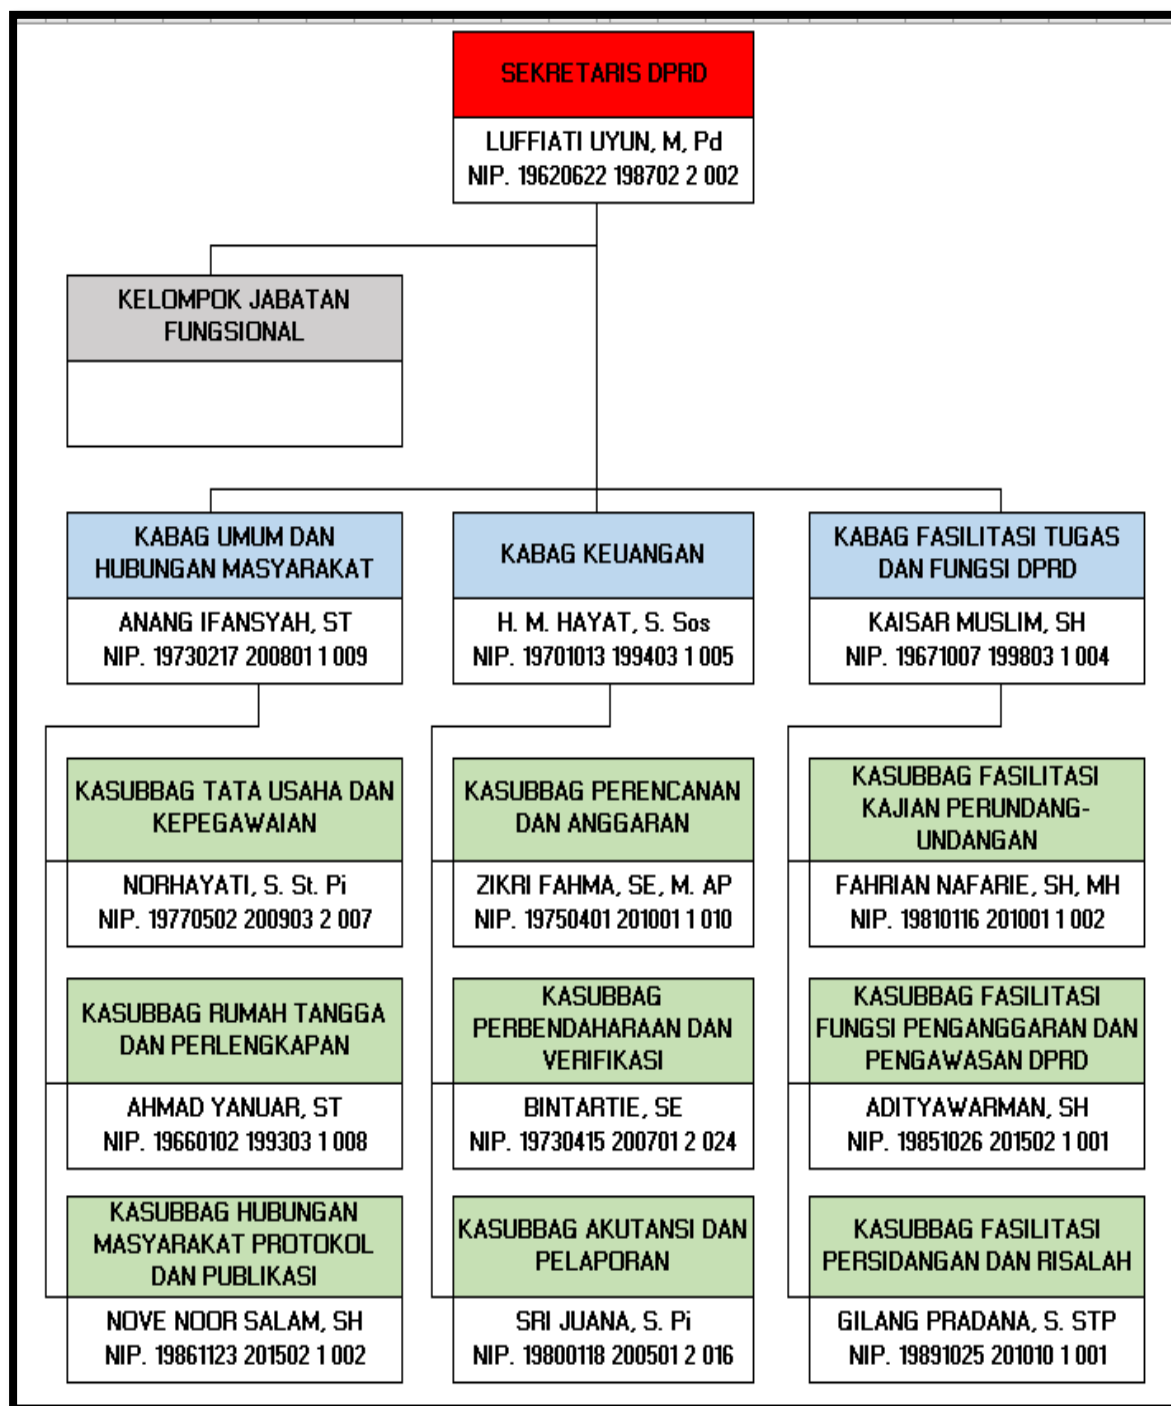 SEKRETARIS DPRD
LUFFIATI UYUN, M, Pd
NIP. 19620622 198702 2 002
KELOMPOK JABATAN
FUNGSIONAL
KABAG UMUM DAN
HUBUNGAN MASYARAKAT
ANANG IFANSYAH, ST
NIP. 19730217 200801 1 009
KABAG KEUANGAN
H. M. HAYAT, S. Sos
NIP. 19701013 199403 1 005
KABAG FASILITASI TUGAS
DAN FUNGSI DPRD
KAISAR MUSLIM, SH
NIP. 19671007 199803 1 004
KASUBBAG TATA USAHA DAN
KEPEGAWAIAN
NORHAYATI, S. St. Pi
NIP. 19770502 200903 2 007
KASUBBAG PERENCANAN
DAN ANGGARAN
ZIKRI FAHMA, SE, M. AP
NIP. 19750401 201001 1 010
KASUBBAG FASILITASI
KAJIAN PERUNDANG-
UNDANGAN
FAHRIAN NAFARIE, SH, MH
NIP. 19810116 201001 1 002
KASUBBAG RUMAH TANGGA
DAN PERLENGKAPAN
AHMAD YANUAR, ST
NIP. 19660102 199303 1 008
KASUBBAG
PERBENDAHARAAN DAN
VERIFIKASI
BINTARTIE, SE
NIP. 19730415 200701 2 024
KASUBBAG FASILITASI
FUNGSI PENGANGGARAN DAN
PENGAWASAN DPRD
ADITYAWARMAN, SH
NIP. 19851026 201502 1 001
KASUBBAG HUBUNGAN
MASYARAKAT PROTOKOL
DAN PUBLIKASI
NOVE NOOR SALAM, SH
NIP. 19861123 201502 1 002
KASUBBAG AKUTANSI DAN
PELAPORAN
SRI JUANA, S. Pi
NIP. 19800118 200501 2 016
KASUBBAG FASILITASI
PERSIDANGAN DAN RISALAH
GILANG PRADANA, S. STP
NIP. 19891025 201010 1 001